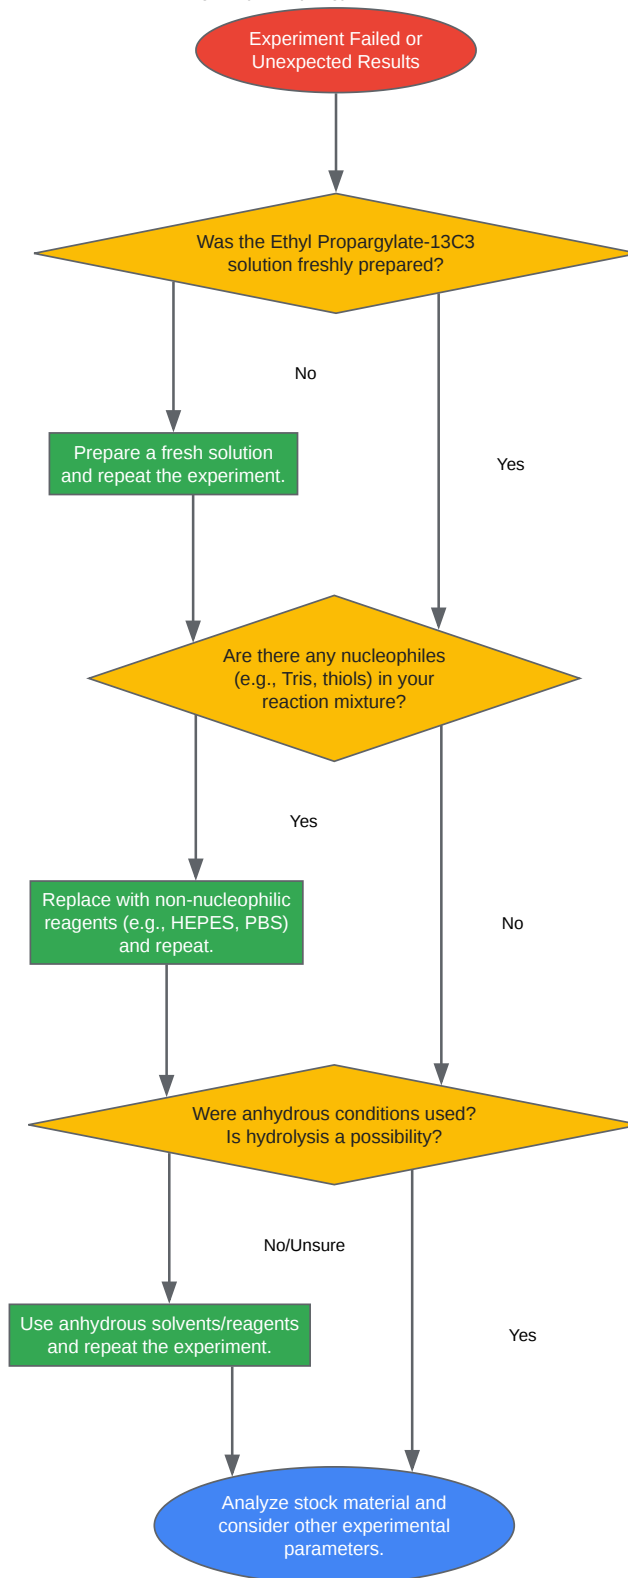 Experiment Failed or
Unexpected Results
Was the Ethyl Propargylate-13C3
solution freshly prepared?
No
Prepare a fresh solution
and repeat the experiment.
Yes
Are there any nucleophiles
(e.g., Tris, thiols) in your
reaction mixture?
Yes
Replace with non-nucleophilic
reagents (e.g., HEPES, PBS)
and repeat.
No
Were anhydrous conditions used?
Is hydrolysis a possibility?
No/Unsure
Use anhydrous solvents/reagents
and repeat the experiment.
Yes
Analyze stock material and
consider other experimental
parameters.